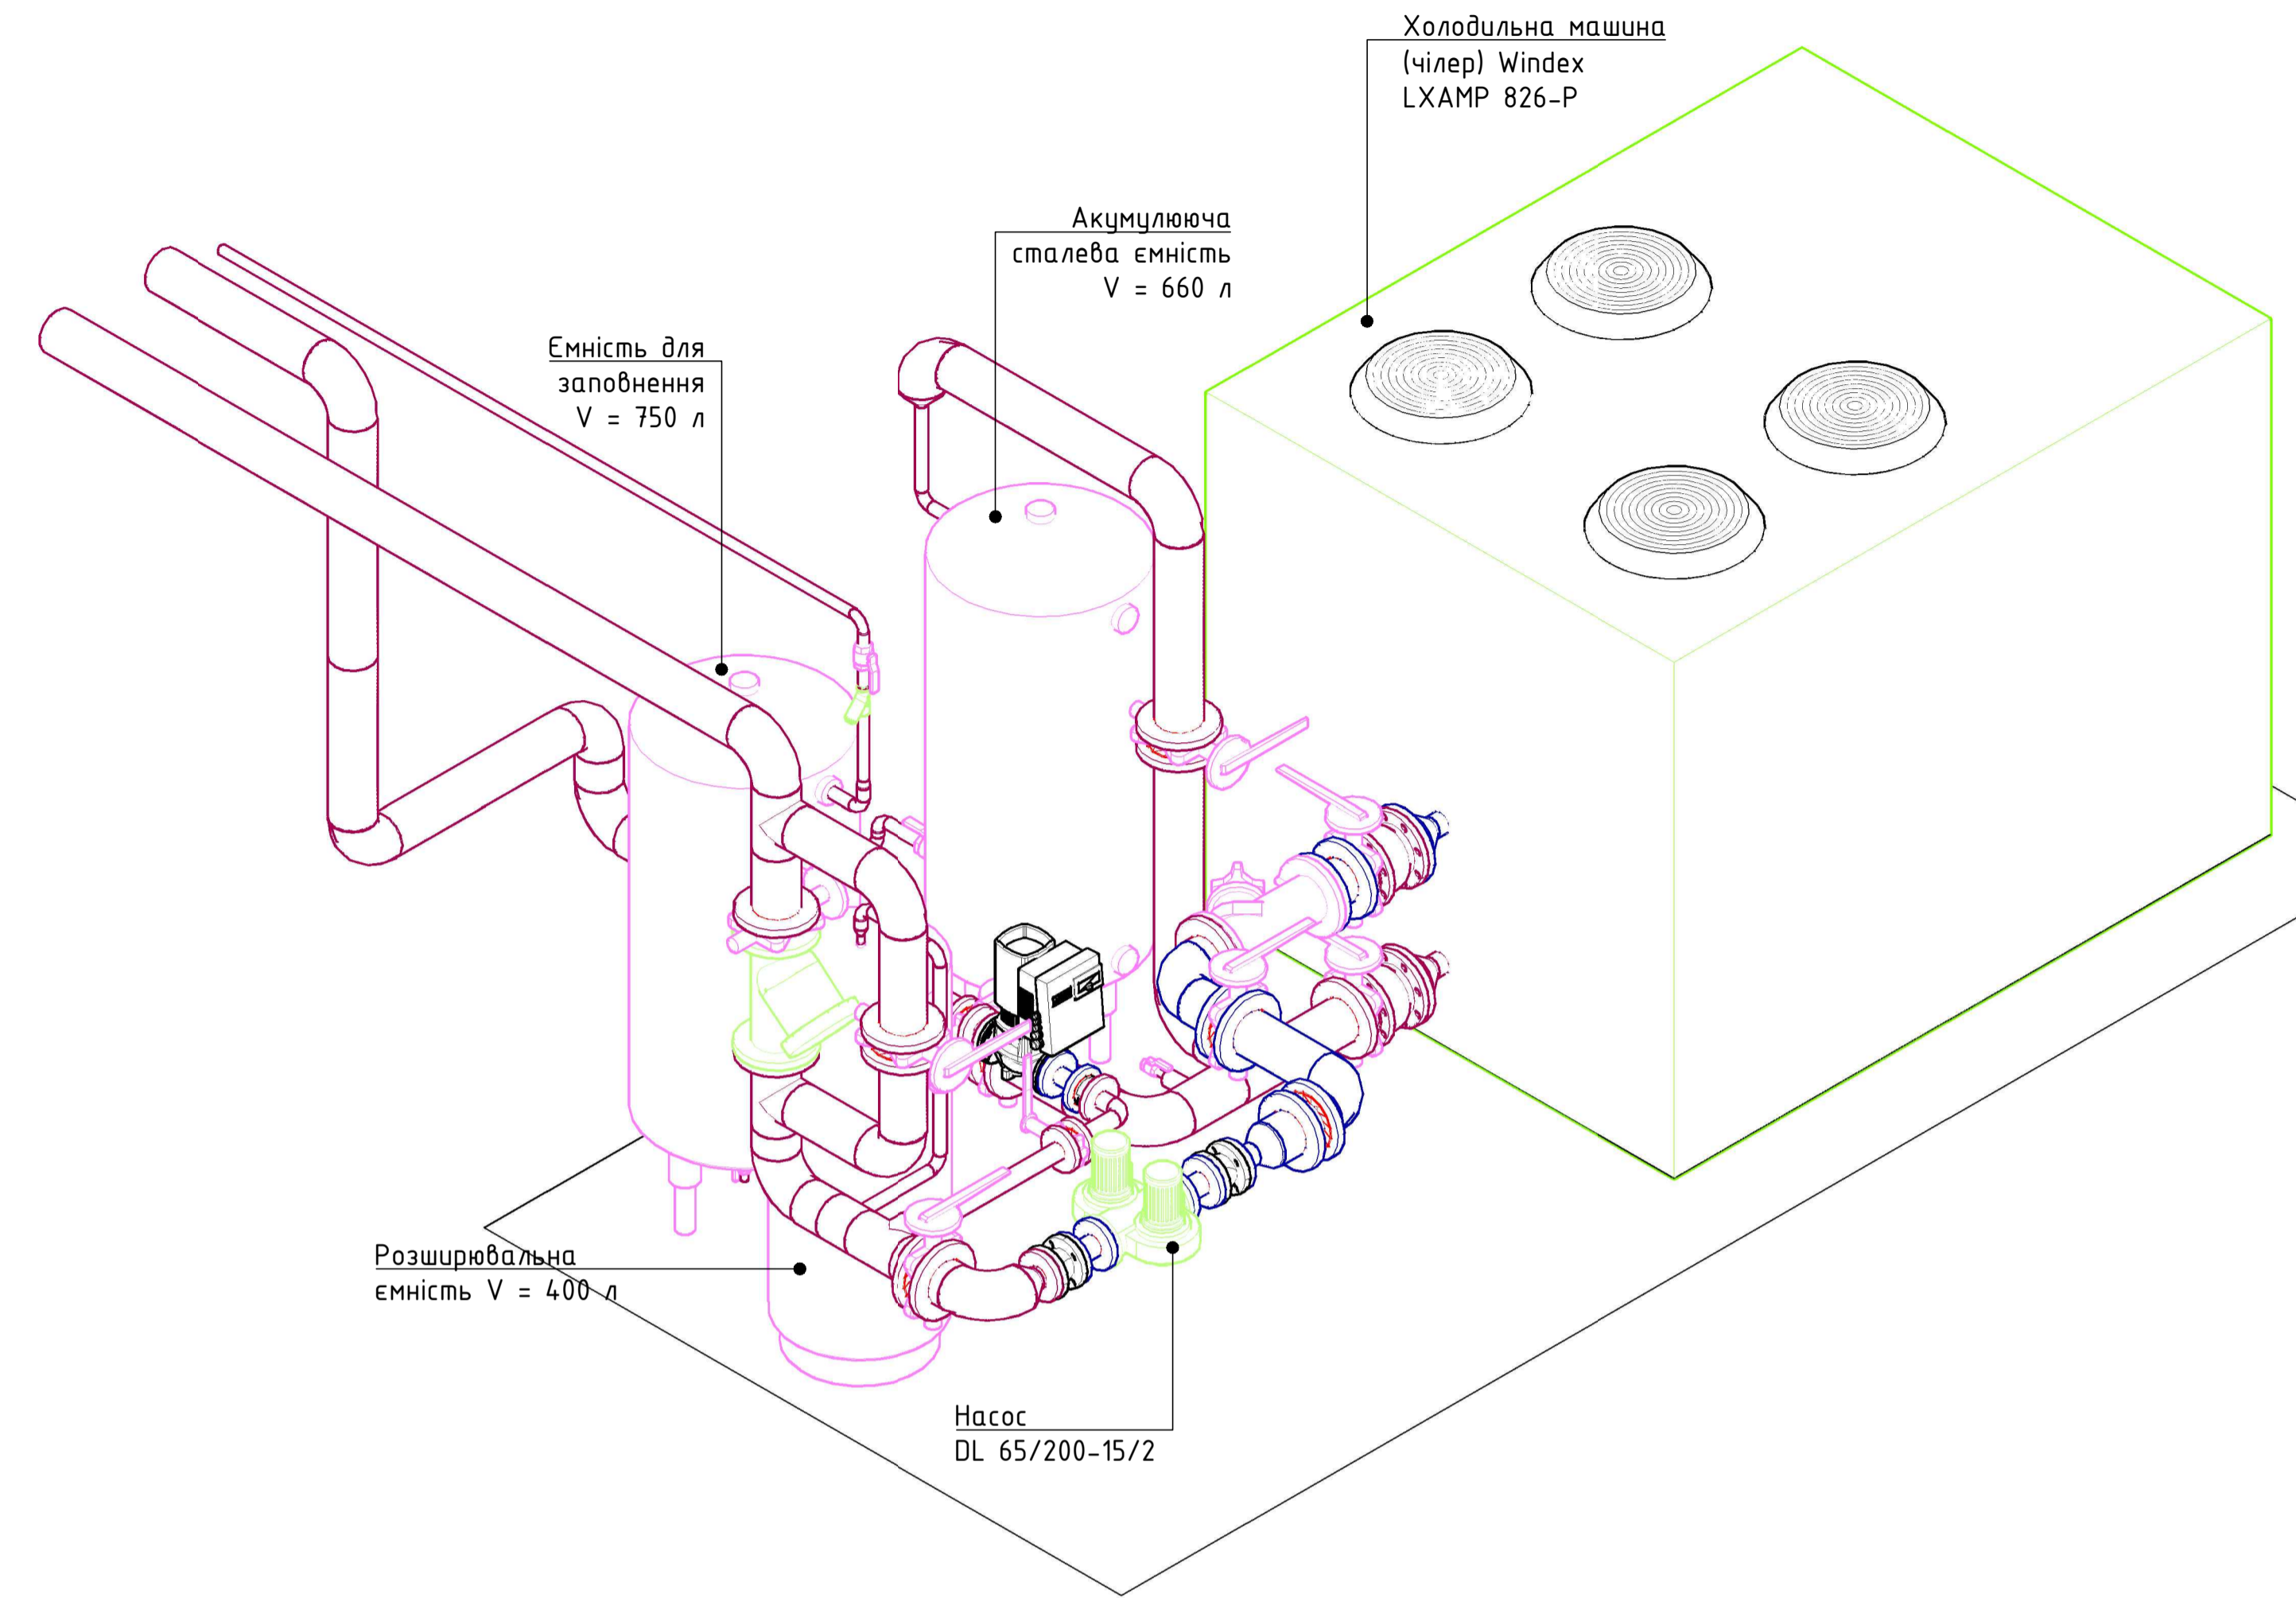 Холодильна машина
(чілер) Windex
LXAMP 826-P
Акумулююча
сталева ємність
V = 660 л
Ємність для
заповнення
V = 750 л
Розширювальна
ємність V = 400 л
Насос
DL 65/200-15/2